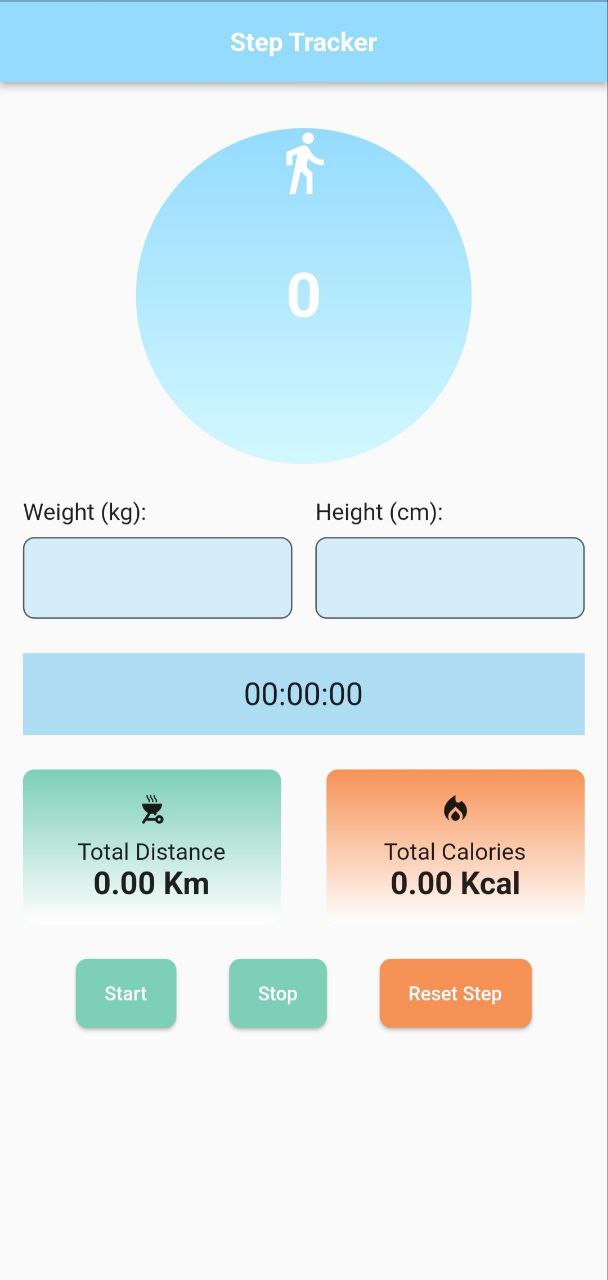 Step Tracker
0
Weight (kg): Height (cm):
00:00:00
Total Distance Total Calories
0.00 Km 0.00 Kcal
Start Stop Reset Step